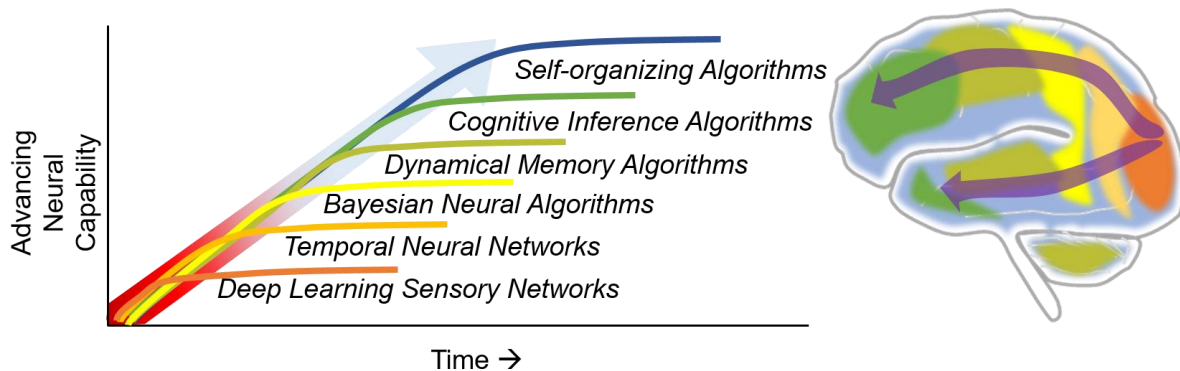 Advancing
Neural
Capability
Self-organizing Algorithms
Cognitive Inference Algorithms
Dynamical Memory Algorithms
Bayesian Neural Algorithms
Temporal Neural Networks
Deep Learning Sensory Networks
Time →